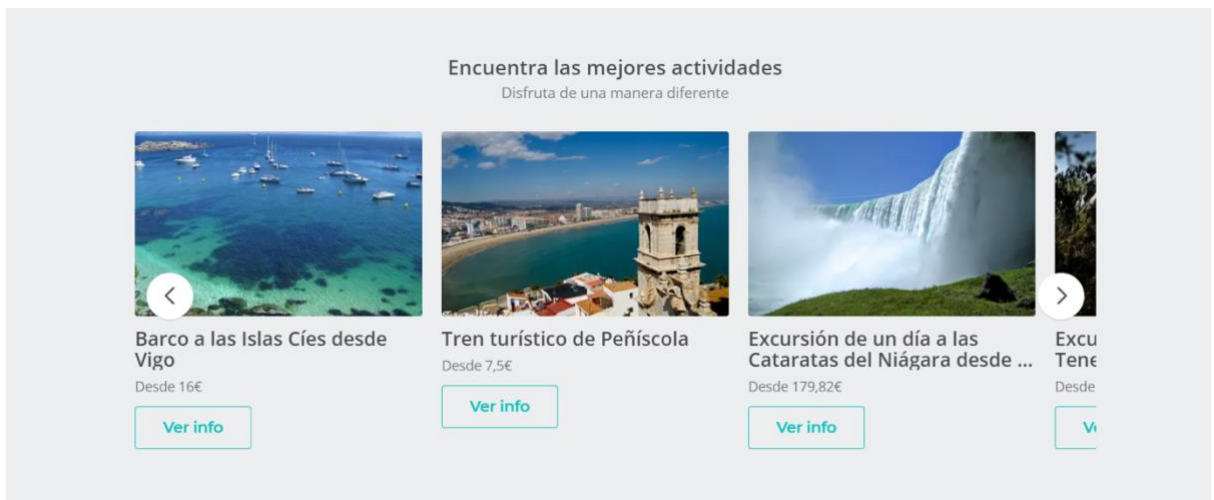 Encuentra las mejores actividades
Disfruta de una manera diferente
Barco a las Islas Cíes desde
Vigo
Desde 16€
Ver info
Tren turístico de Peñíscola
Desde 7,5€
Ver info
Excursión de un día a las
Cataratas del Niágara desde ...
Desde 179,82€
Ver info
Excu
Tene
Desde